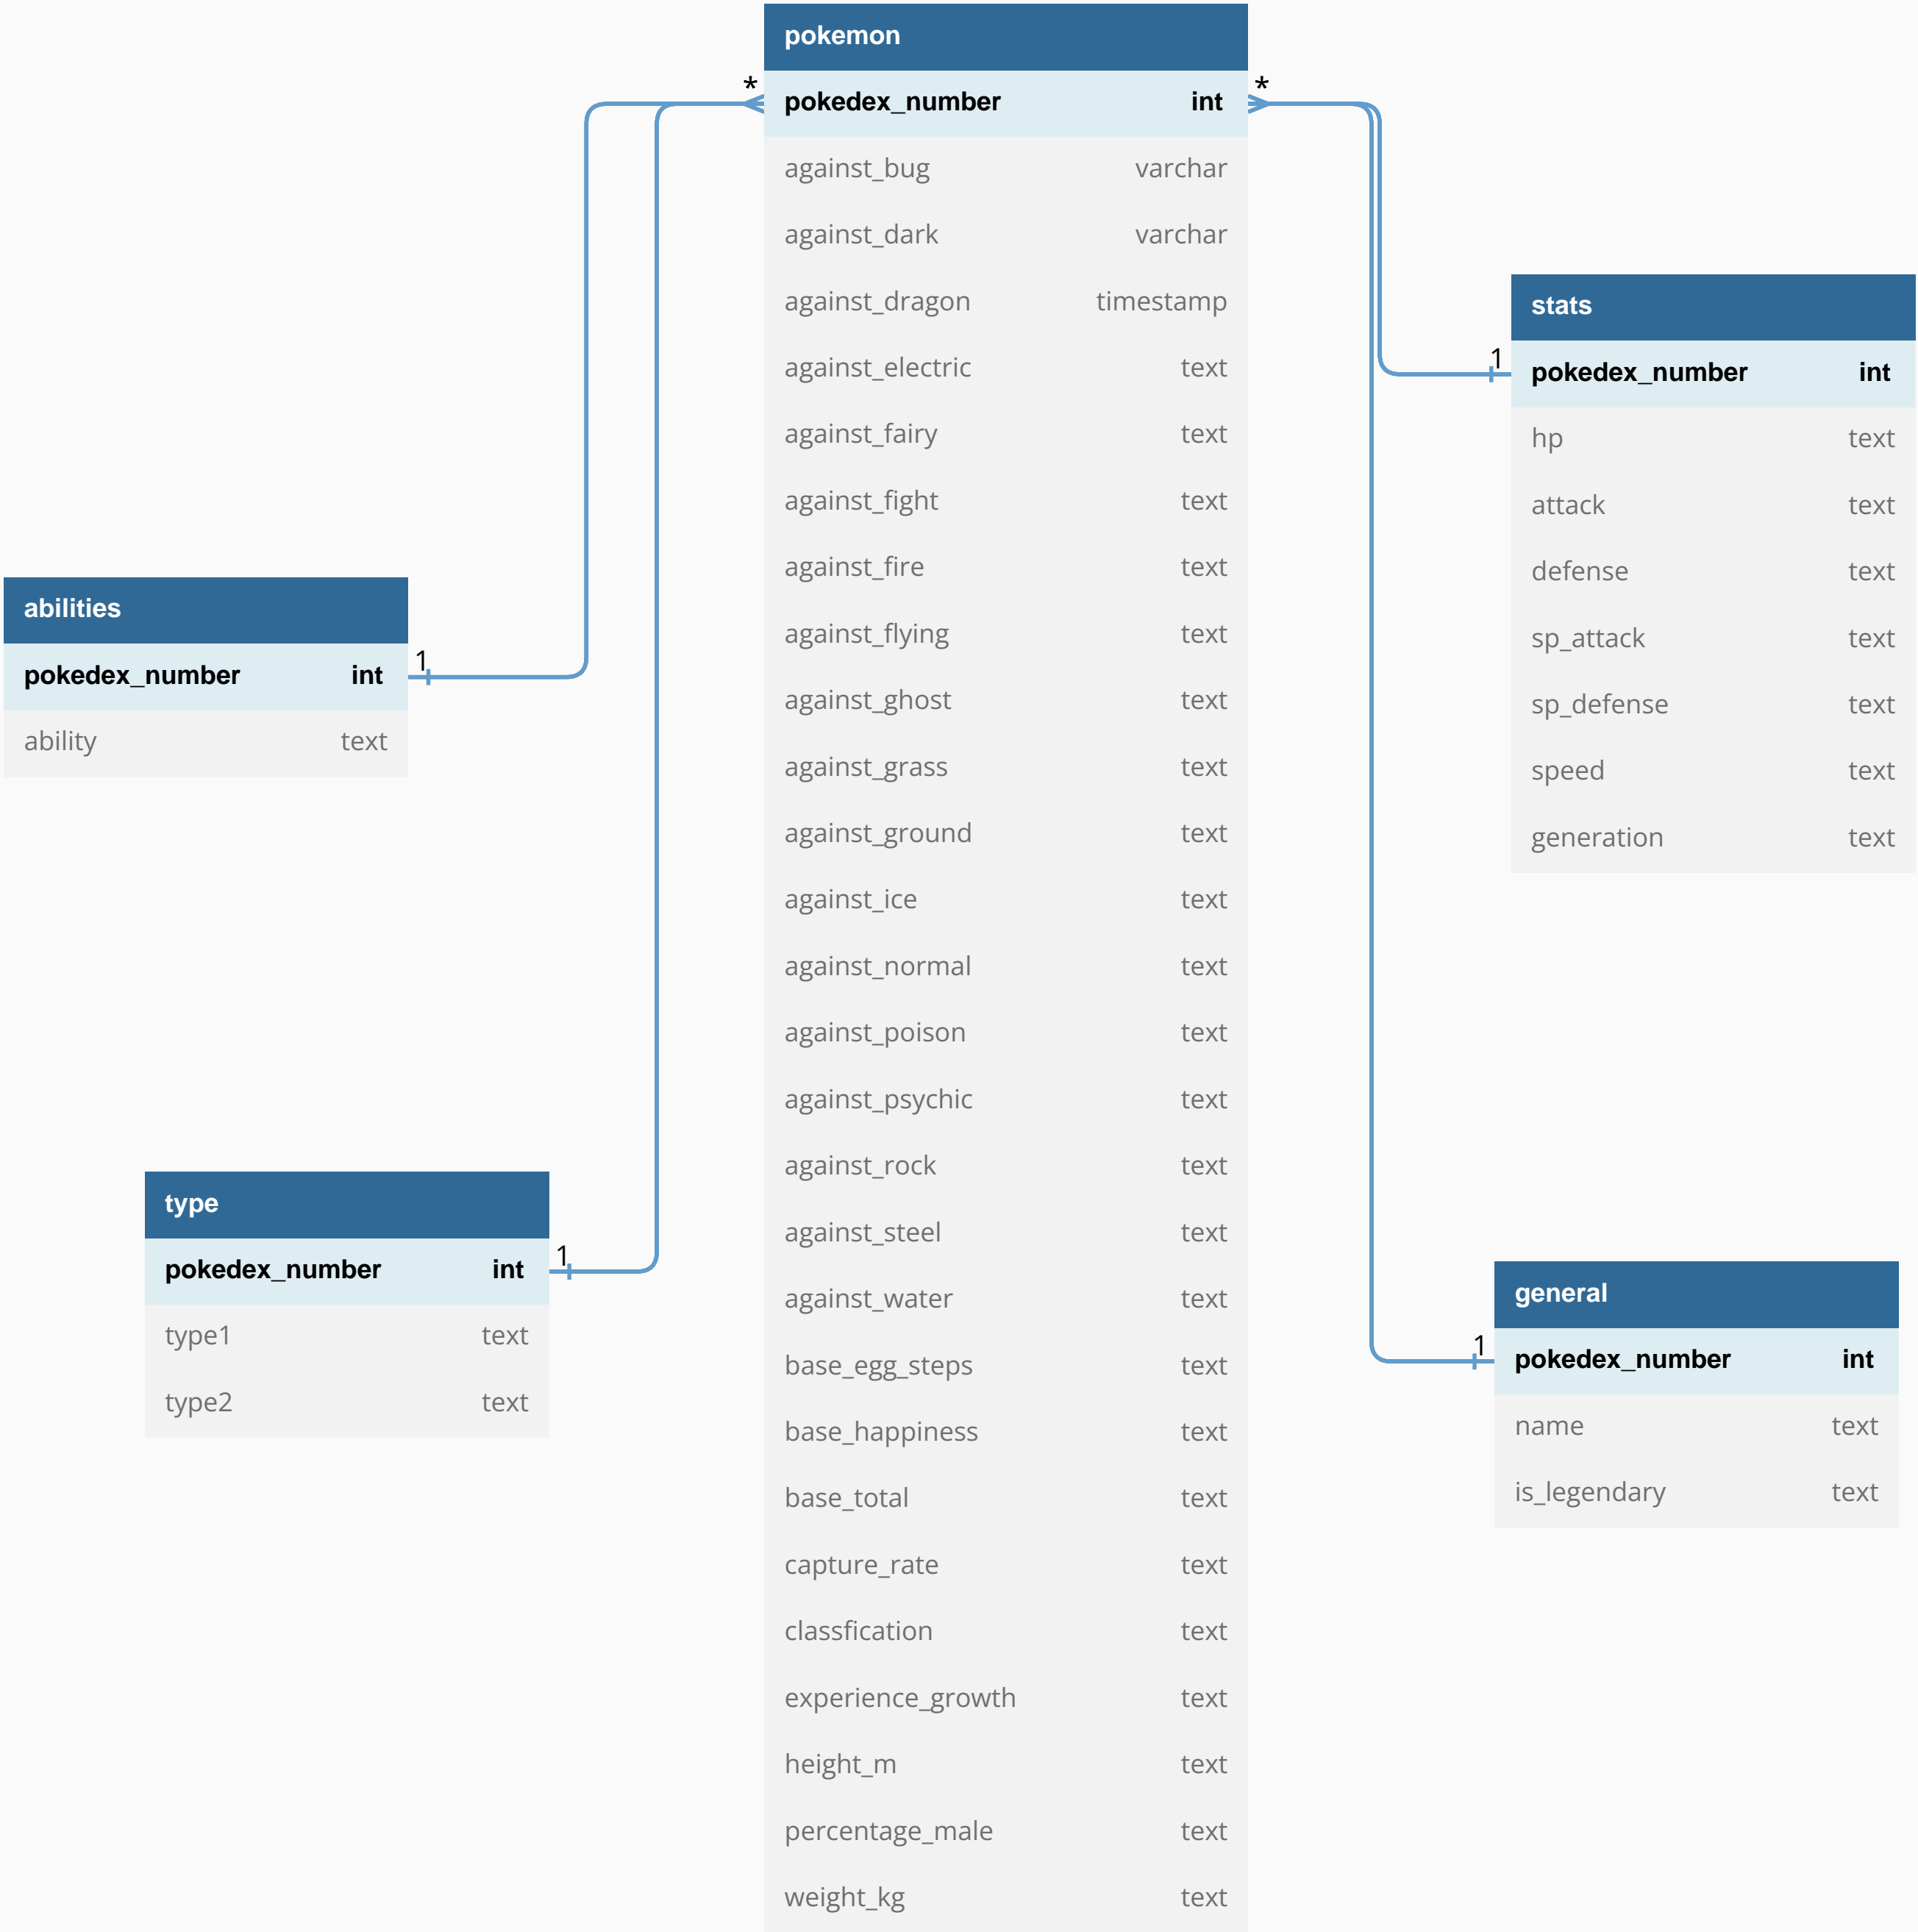 pokemon
* pokedex_number int *
against_bug varchar
against_dark varchar
against_dragon timestamp
against_electric text
against_fairy text
against_fight text
against_fire text
against_flying text
against_ghost text
against_grass text
against_ground text
against_ice text
against_normal text
against_poison text
against_psychic text
against_rock text
against_steel text
against_water text
base_egg_steps text
base_happiness text
base_total text
capture_rate text
classfication text
experience_growth text
height_m text
percentage_male text
weight_kg text
abilities
pokedex_number int 1
ability text
type
pokedex_number int 1
type1 text
type2 text
stats
1 pokedex_number int
hp text
attack text
defense text
sp_attack text
sp_defense text
speed text
generation text
general
1 pokedex_number int
name text
is_legendary text